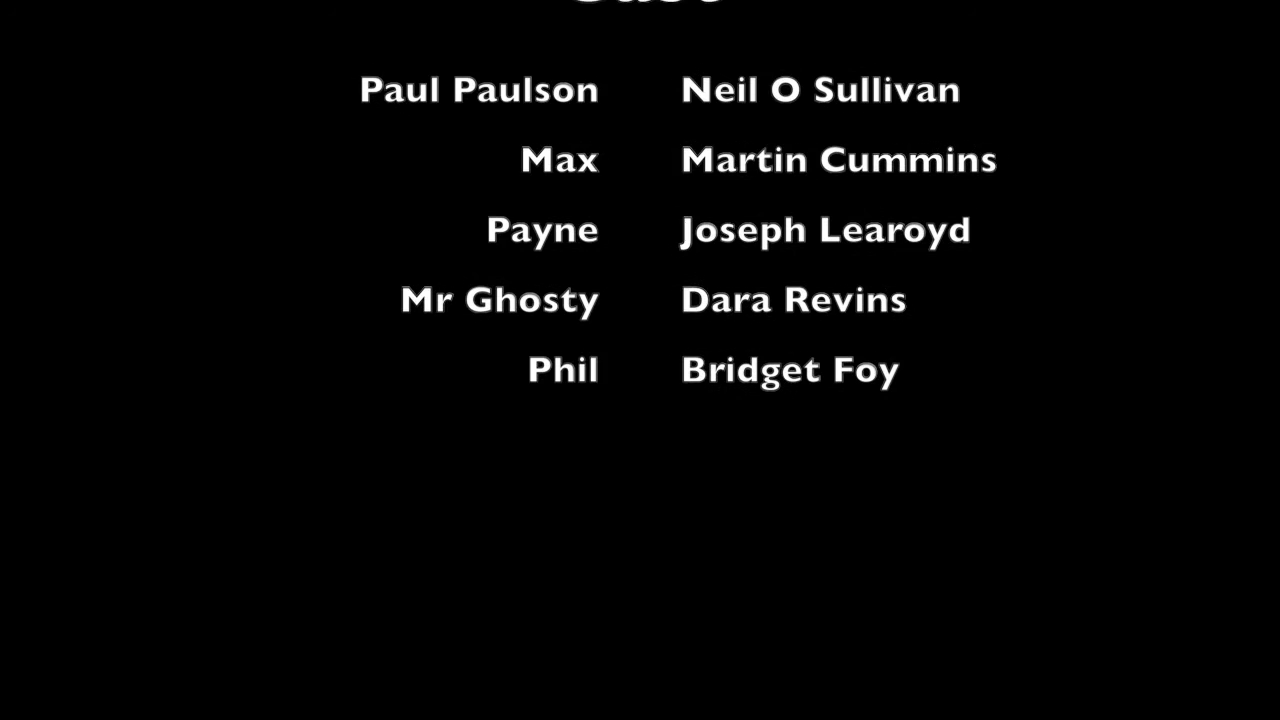 Paul Paulson Neil O Sullivan
Max Martin Cummins
Payne Joseph Learoyd
Mr Ghosty Dara Revins
Phil Bridget Foy